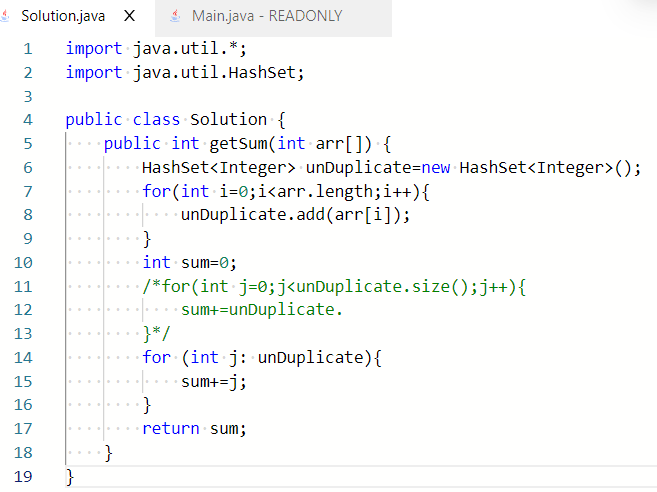 Solution.java X Main.java - READONLY
1 import java.util.*;
2 import java.util.HashSet;
3
4 public class Solution {
5     public int getSum(int arr[]) {
6         HashSet<Integer> unDuplicate=new HashSet<Integer>();
7         for(int i=0;i<arr.length;i++){
8             unDuplicate.add(arr[i]);
9         }
10         int sum=0;
11         /*for(int j=0;j<unDuplicate.size();j++){
12             sum+=unDuplicate.
13         }*/
14         for (int j: unDuplicate){
15             sum+=j;
16         }
17         return sum;
18     }
19 }